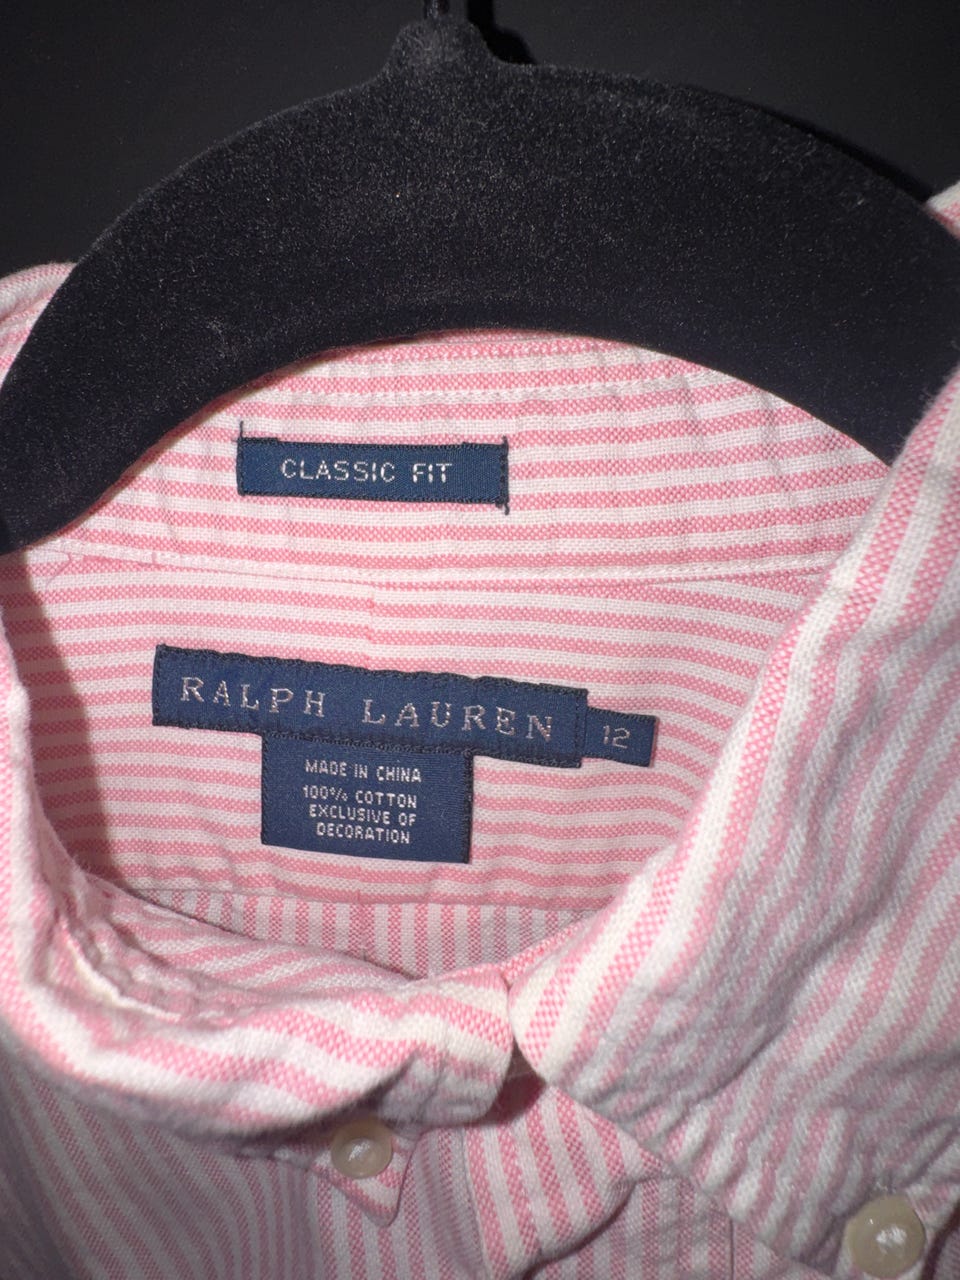 CLASSIC FIT
RALPH LAUREN
12
MADE IN CHINA
100% COTTON
EXCLUSIVE OF
DECORATION